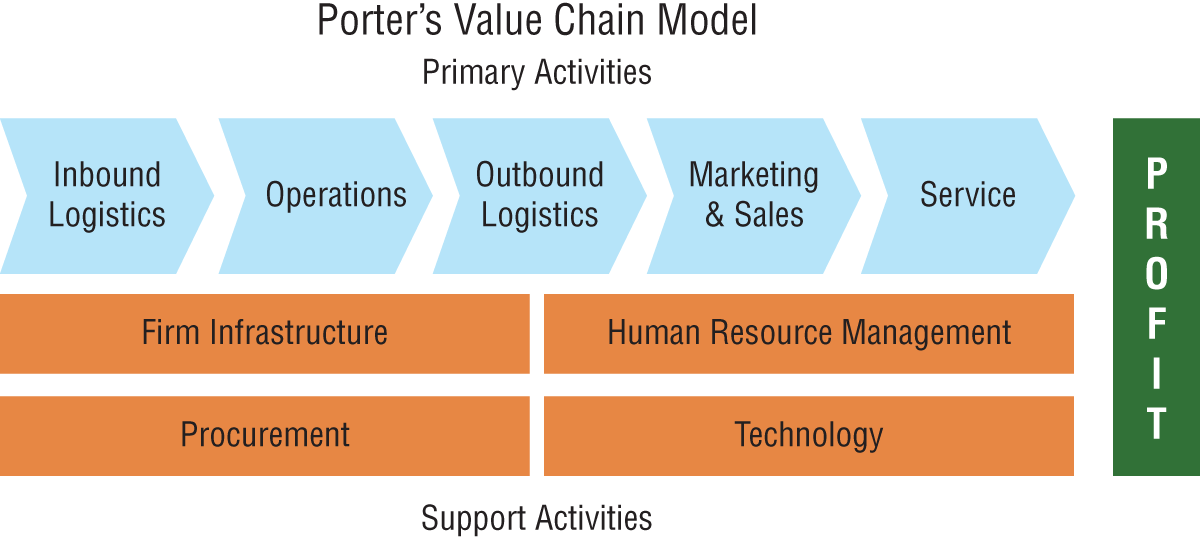 Porter’s Value Chain Model
Primary Activities
Inbound
Logistics
Operations
Outbound
Logistics
Marketing
& Sales
Service
Firm Infrastructure
Human Resource Management
Procurement
Technology
Support Activities
PROFIT